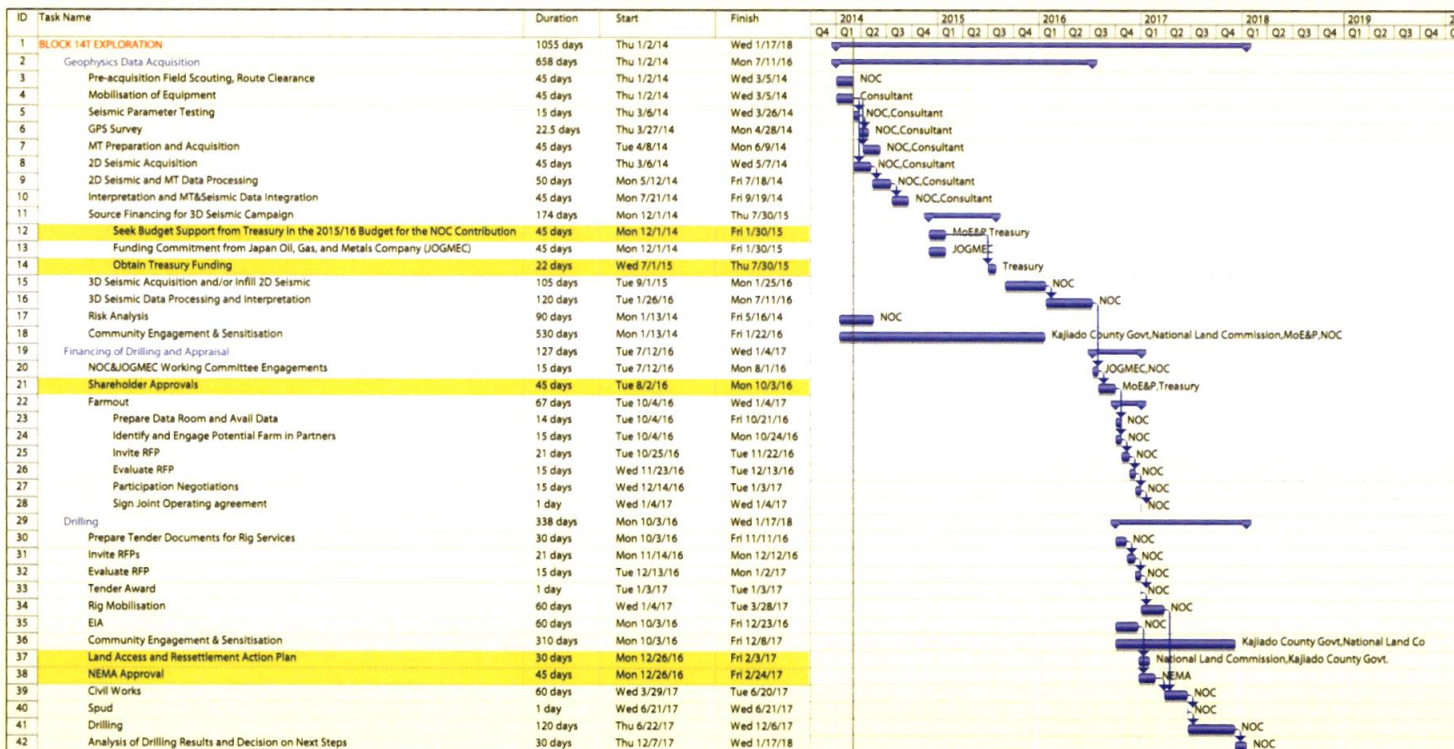 ID Task Name Duration Start Finish 2014 2015 2016 2017 2018 2019 2
Q4 Q1 Q2 Q3 Q4 Q1 Q2 Q3 Q4 Q1 Q2 Q3 Q4 Q1 Q2 Q3 Q4 Q1 Q2 Q3 Q4 Q1 Q2 Q3 Q4 Q
1 BLOCK 14T EXPLORATION 1055 days Thu 1/2/14 Wed 1/17/18
2 Geophysics Data Acquisition 658 days Thu 1/2/14 Mon 7/11/16
3 Pre-acquisition Field Scouting, Route Clearance 45 days Thu 1/2/14 Wed 3/5/14 NOC
4 Mobilisation of Equipment 45 days Thu 1/2/14 Wed 3/5/14 Consultant
5 Seismic Parameter Testing 15 days Thu 3/6/14 Wed 3/26/14 NOC,Consultant
6 GPS Survey 22.5 days Thu 3/27/14 Mon 4/28/14 NOC,Consultant
7 MT Preparation and Acquisition 45 days Tue 4/8/14 Mon 6/9/14 NOC,Consultant
8 2D Seismic Acquisition 45 days Thu 3/6/14 Wed 5/7/14 NOC,Consultant
9 2D Seismic and MT Data Processing 50 days Mon 5/12/14 Fri 7/18/14 NOC,Consultant
10 Interpretation and MT&Seismic Data Integration 45 days Mon 7/21/14 Fri 9/19/14 NOC,Consultant
11 Source Financing for 3D Seismic Campaign 174 days Mon 12/1/14 Thu 7/30/15
12 Seek Budget Support from Treasury in the 2015/16 Budget for the NOC Contribution 45 days Mon 12/1/14 Fri 1/30/15 MoE&P,Treasury
13 Funding Commitment from Japan Oil, Gas, and Metals Company (JOGMEC) 45 days Mon 12/1/14 Fri 1/30/15 JOGMEC
14 Obtain Treasury Funding 22 days Wed 7/1/15 Thu 7/30/15 Treasury
15 3D Seismic Acquisition and/or Infill 2D Seismic 105 days Tue 9/1/15 Mon 1/25/16 NOC
16 3D Seismic Data Processing and Interpretation 120 days Tue 1/26/16 Mon 7/11/16 NOC
17 Risk Analysis 90 days Mon 1/13/14 Fri 5/16/14 NOC
18 Community Engagement & Sensitisation 530 days Mon 1/13/14 Fri 1/22/16 Kajiado County Govt,National Land Commission,MoE&P,NOC
19 Financing of Drilling and Appraisal 127 days Tue 7/12/16 Wed 1/4/17
20 NOC&JOGMEC Working Committee Engagements 15 days Tue 7/12/16 Mon 8/1/16 JOGMEC,NOC
21 Shareholder Approvals 45 days Tue 8/2/16 Mon 10/3/16 MoE&P,Treasury
22 Farmout 67 days Tue 10/4/16 Wed 1/4/17
23 Prepare Data Room and Avail Data 14 days Tue 10/4/16 Fri 10/21/16 NOC
24 Identify and Engage Potential Farm in Partners 15 days Tue 10/4/16 Mon 10/24/16 NOC
25 Invite RFP 21 days Tue 10/25/16 Tue 11/22/16 NOC
26 Evaluate RFP 15 days Wed 11/23/16 Tue 12/13/16 NOC
27 Participation Negotiations 15 days Wed 12/14/16 Tue 1/3/17 NOC
28 Sign Joint Operating agreement 1 day Wed 1/4/17 Wed 1/4/17 NOC
29 Drilling 338 days Mon 10/3/16 Wed 1/17/18
30 Prepare Tender Documents for Rig Services 30 days Mon 10/3/16 Fri 11/11/16 NOC
31 Invite RFPs 21 days Mon 11/14/16 Mon 12/12/16 NOC
32 Evaluate RFP 15 days Tue 12/13/16 Mon 1/2/17 NOC
33 Tender Award 1 day Tue 1/3/17 Tue 1/3/17 NOC
34 Rig Mobilisation 60 days Wed 1/4/17 Tue 3/28/17 NOC
35 EIA 60 days Mon 10/3/16 Fri 12/23/16 NOC
36 Community Engagement & Sensitisation 310 days Mon 10/3/16 Fri 12/8/17 Kajiado County Govt,National Land Co
37 Land Access and Ressettlement Action Plan 30 days Mon 12/26/16 Fri 2/3/17 National Land Commission,Kajiado County Govt.
38 NEMA Approval 45 days Mon 12/26/16 Fri 2/24/17 NEMA
39 Civil Works 60 days Wed 3/29/17 Tue 6/20/17 NOC
40 Spud 1 day Wed 6/21/17 Wed 6/21/17 NOC
41 Drilling 120 days Thu 6/22/17 Wed 12/6/17 NOC
42 Analysis of Drilling Results and Decision on Next Steps 30 days Thu 12/7/17 Wed 1/17/18 NOC